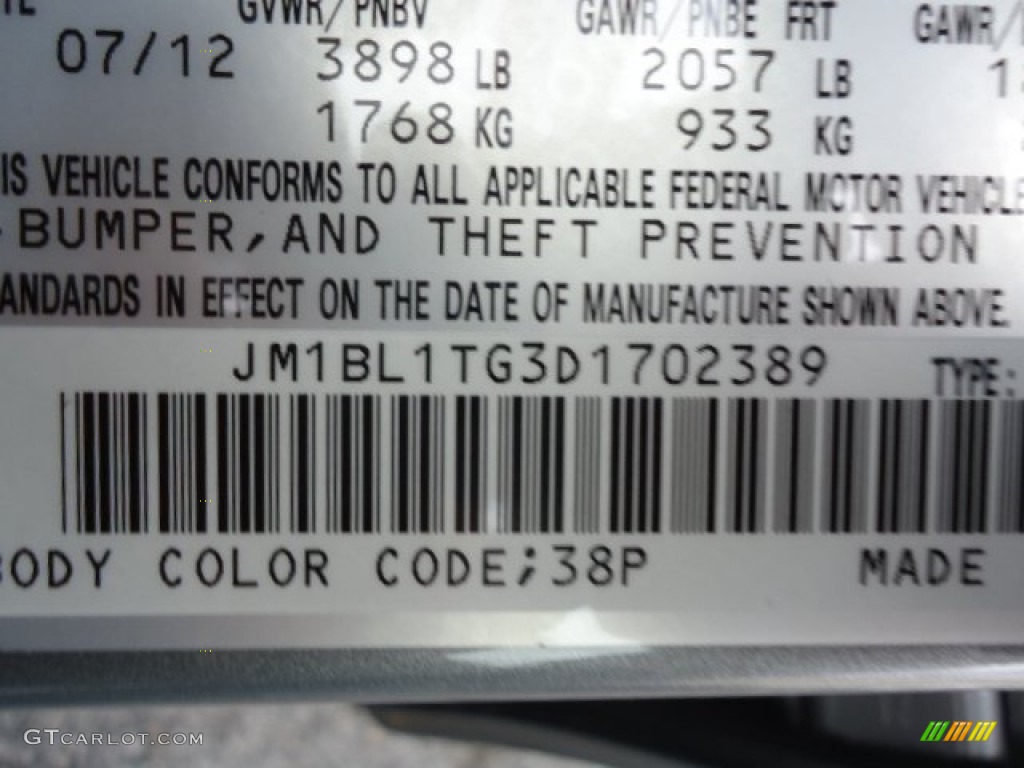 GVWR/PNBV GAWR/PNBE FRT GAWR/
07/12 3898 LB 2057 LB
1768 KG 933 KG
IS VEHICLE CONFORMS TO ALL APPLICABLE FEDERAL MOTOR VEHICLE
BUMPER,AND THEFT PREVENTION
ANDARDS IN EFFECT ON THE DATE OF MANUFACTURE SHOWN ABOVE.
JM1BL1TG3D1702389 TYPE:
BODY COLOR CODE;38P MADE
GTCARLOT.COM